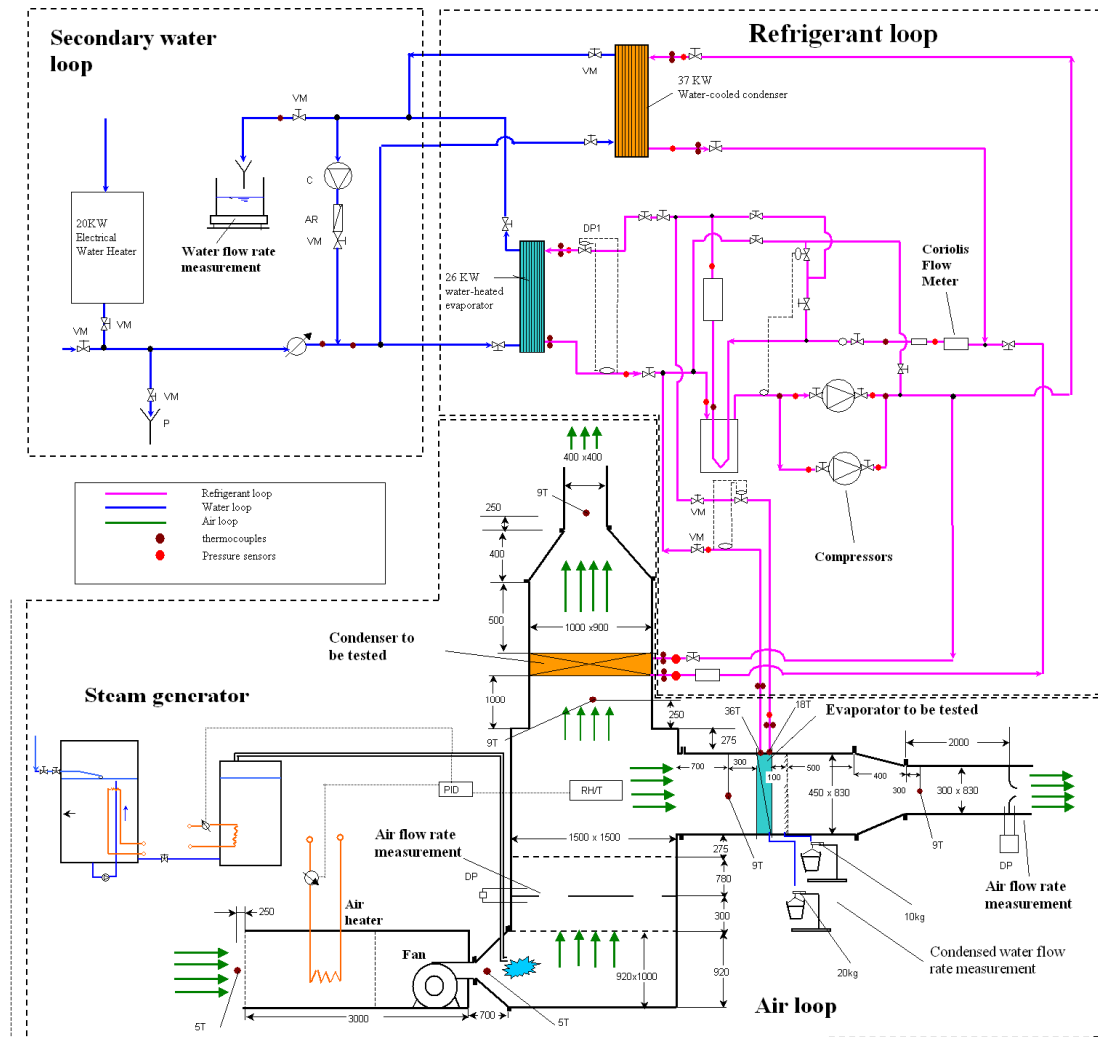 Secondary water
loop
Refrigerant loop
VM
37 KW
Water-cooled condenser
VM
C
AR
VM
20KW
Electrical
Water Heater
Water flow rate
measurement
DP1
26 KW
water-heated
evaporator
Coriolis
Flow
Meter
VM
VM
VM
P
Refrigerant loop
Water loop
Air loop
thermocouples
Pressure sensors
400 x400
9T
250
400
500
1000 x900
VM
VM
Compressors
Condenser to
be tested
1000
9T
250
275
36T
18T
Evaporator to be tested
Steam generator
PID
RH/T
700
300
100
500
400
300
2000
450 x 830
300 x 830
9T
9T
DP
Air flow rate
measurement
1500 x 1500
Air flow rate
measurement
DP
275
780
300
920
920x1000
10kg
20kg
Condensed water flow
rate measurement
250
Air
heater
Fan
5T
3000
700
5T
Air loop